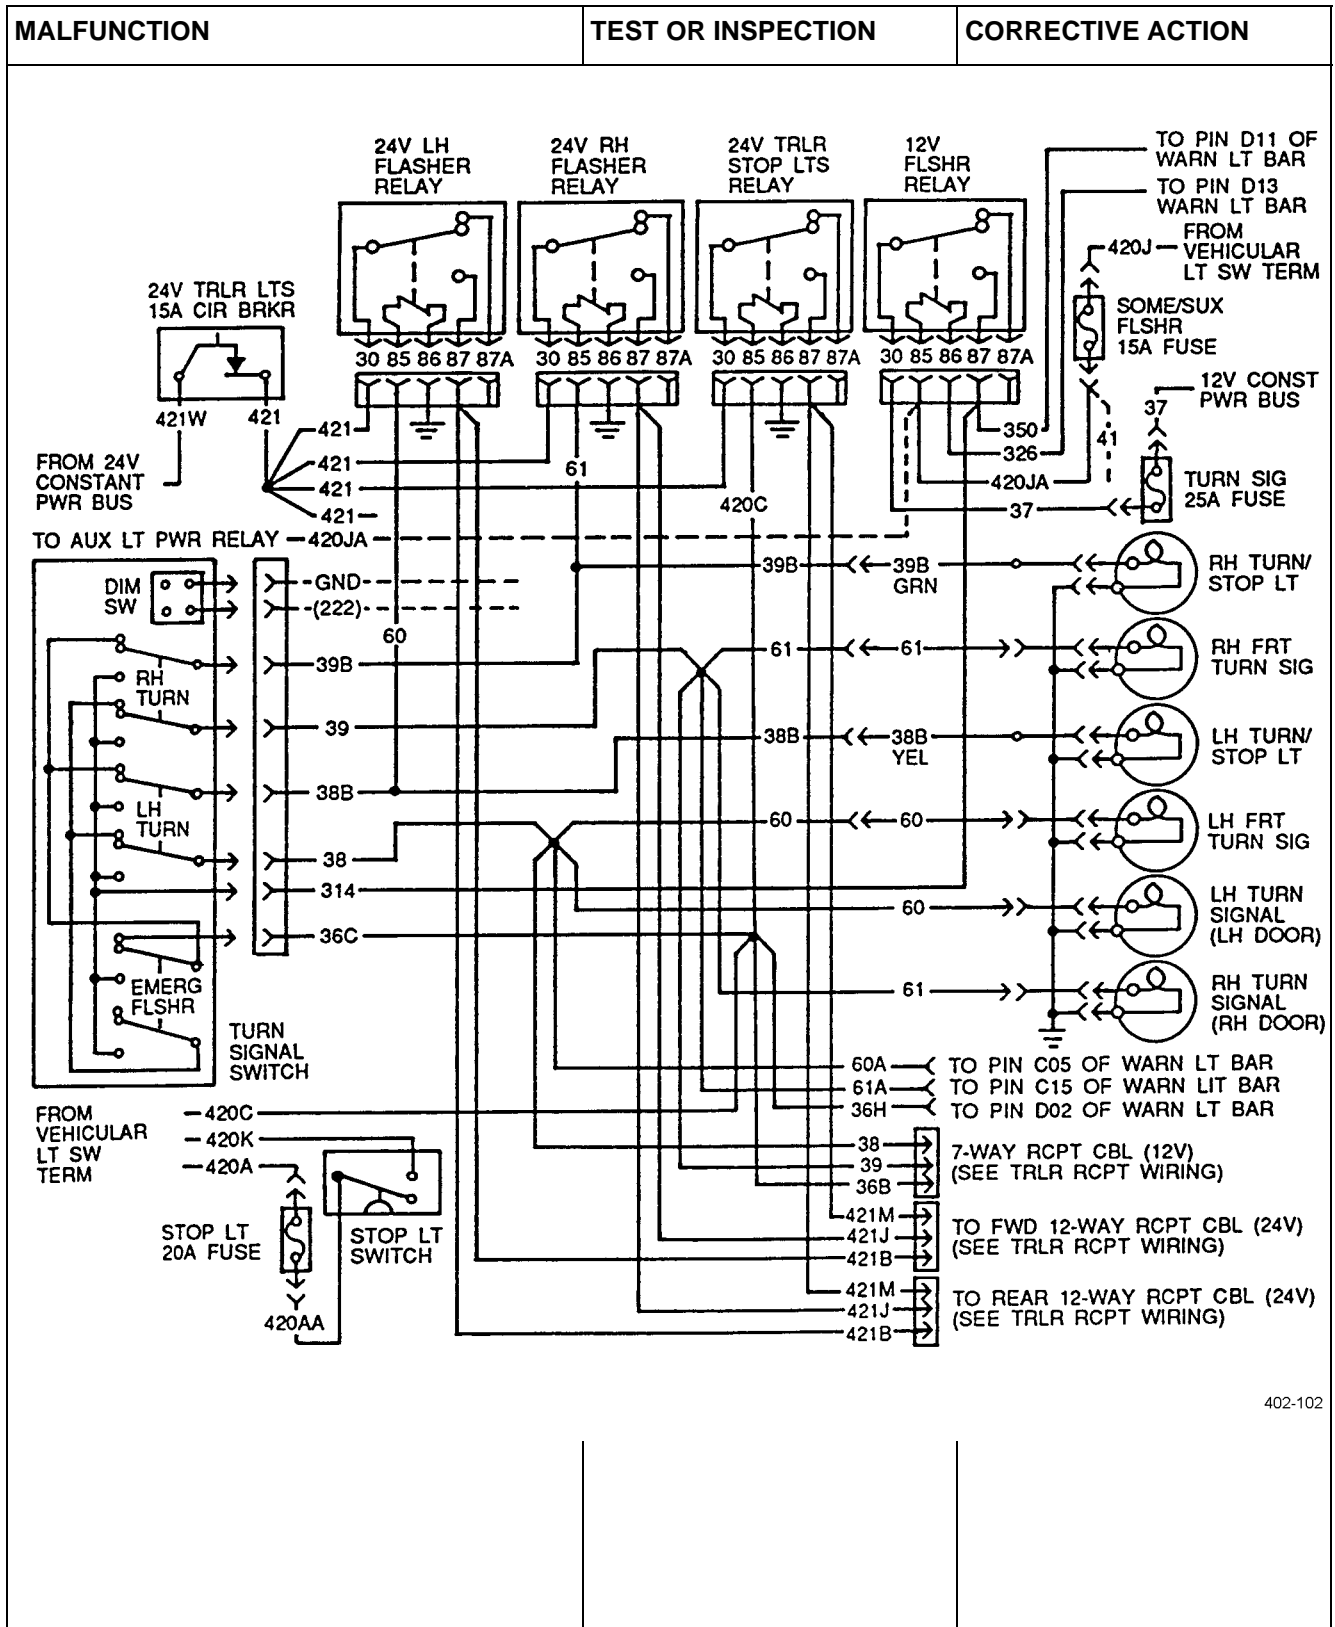 MALFUNCTION
TEST OR INSPECTION
CORRECTIVE ACTION
24V LH
FLASHER
RELAY
24V RH
FLASHER
RELAY
24V TRLR
STOP LTS
RELAY
12V
FLSHR
RELAY
TO PIN D11 OF
WARN LT BAR
TO PIN D13
WARN LT BAR
420J
FROM
VEHICULAR
LT SW TERM
24V TRLR LTS
15A CIR BRKR
SOME/SUX
FLSHR
15A FUSE
30 85 86 87 87A
30 85 86 87 87A
30 85 86 87 87A
30 85 86 87 87A
12V CONST
PWR BUS
37
421W
421
421
421
421
421
61
420C
350
326
41
420JA
37
FROM 24V
CONSTANT
PWR BUS
TURN SIG
25A FUSE
TO AUX LT PWR RELAY
420JA
DIM
SW
GND
(222)
60
39B
39B
39B
GRN
RH TURN/
STOP LT
RH
TURN
39
61
61
RH FRT
TURN SIG
38B
38B
38B
YEL
LH TURN/
STOP LT
LH
TURN
38
60
60
LH FRT
TURN SIG
314
60
LH TURN
SIGNAL
(LH DOOR)
36C
EMERG
FLSHR
61
RH TURN
SIGNAL
(RH DOOR)
TURN
SIGNAL
SWITCH
60A
TO PIN C05 OF WARN LT BAR
61A
TO PIN C15 OF WARN LIT BAR
36H
TO PIN D02 OF WARN LT BAR
FROM
VEHICULAR
LT SW
TERM
420C
420K
420A
38
39
36B
7-WAY RCPT CBL (12V)
(SEE TRLR RCPT WIRING)
STOP LT
20A FUSE
STOP LT
SWITCH
421M
421J
421B
TO FWD 12-WAY RCPT CBL (24V)
(SEE TRLR RCPT WIRING)
420AA
421M
421J
421B
TO REAR 12-WAY RCPT CBL (24V)
(SEE TRLR RCPT WIRING)
402-102